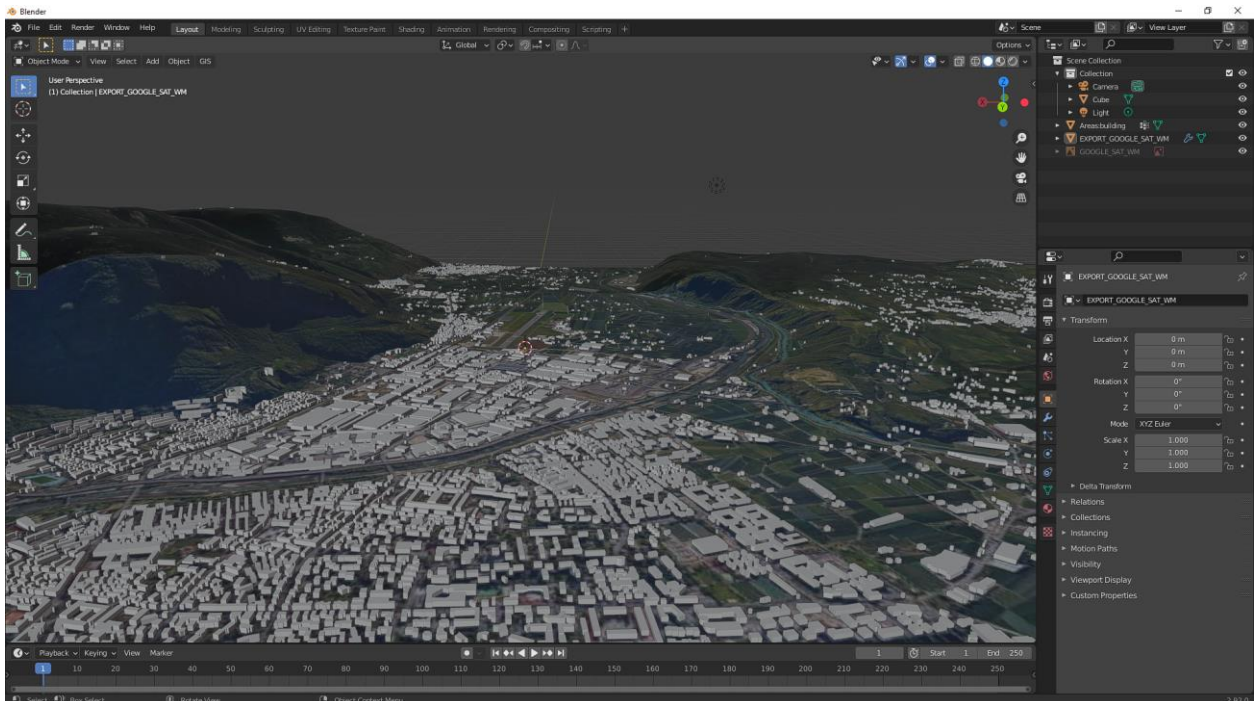 Blender
File Edit Render Window Help Layout Modeling Sculpting UV Editing Texture Paint Shading Animation Rendering Compositing Scripting + Scene View Layer
Global Options
Object Mode View Select Add Object GIS
User Perspective
(1) Collection | EXPORT_GOOGLE_SAT_WM
Z
X
Y
Scene Collection
Collection
Camera
Cube
Light
Areas:building
EXPORT_GOOGLE_SAT_WM
GOOGLE_SAT_WM
EXPORT_GOOGLE_SAT_WM
EXPORT_GOOGLE_SAT_WM
Transform
Location X 0 m
Y 0 m
Z 0 m
Rotation X 0°
Y 0°
Z 0°
Mode XYZ Euler
Scale X 1.000
Y 1.000
Z 1.000
Delta Transform
Relations
Collections
Instancing
Motion Paths
Visibility
Viewport Display
Custom Properties
Playback Keying View Marker 1 Start 1 End 250
1 10 20 30 40 50 60 70 80 90 100 110 120 130 140 150 160 170 180 190 200 210 220 230 240 250
Select Box Select Rotate View Object Context Menu 2.92.0